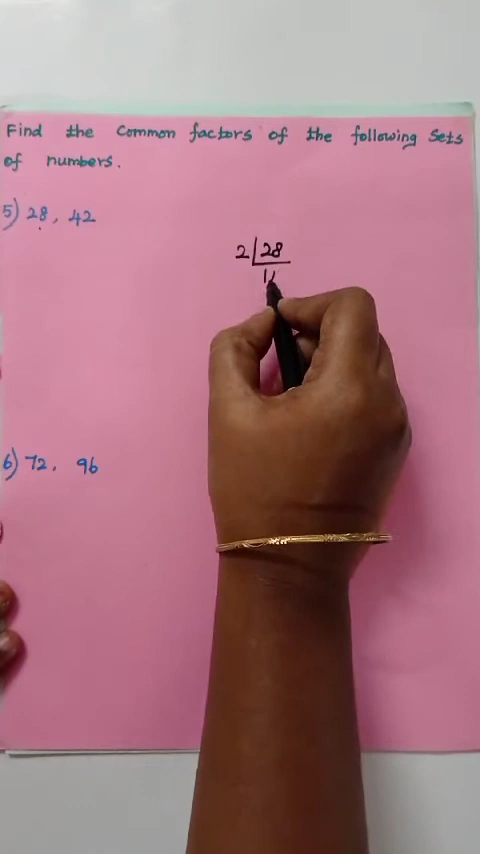 Find the Common factors of the following Sets
of numbers.
5) 28, 42
2 28
6) 72, 96